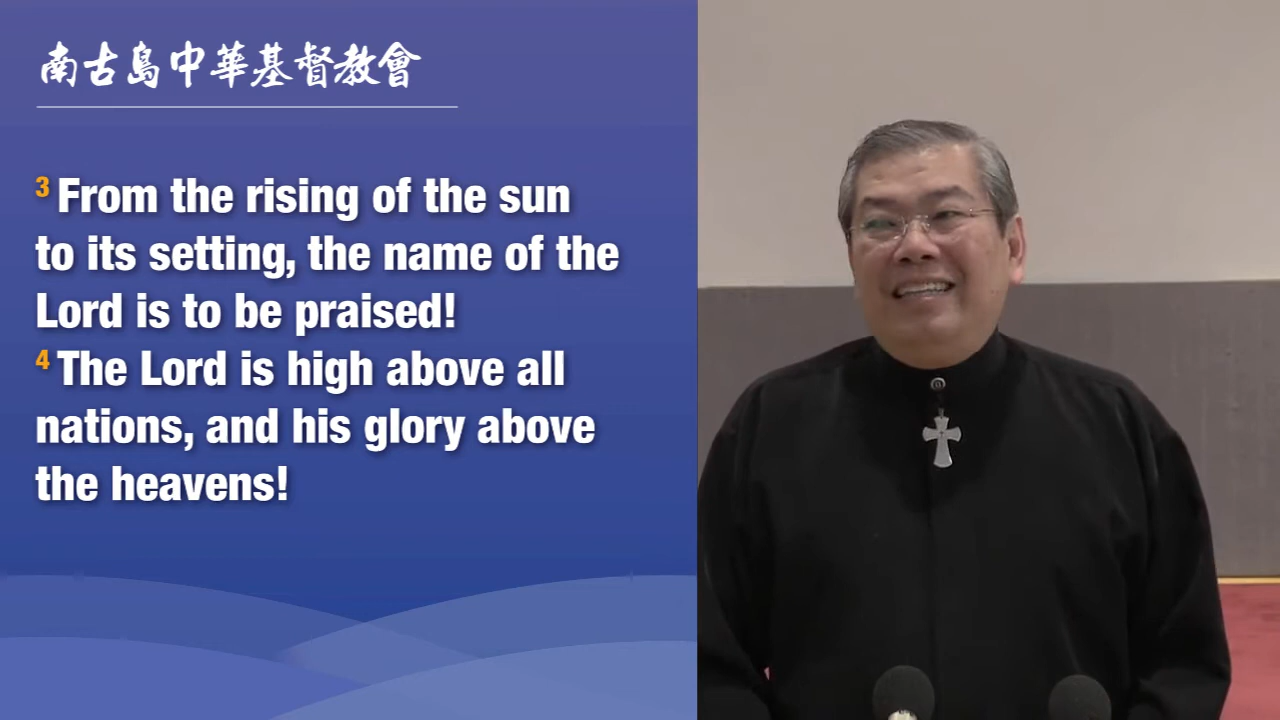 南古島中華基督教會
3 From the rising of the sun
to its setting, the name of the
Lord is to be praised!
4 The Lord is high above all
nations, and his glory above
the heavens!